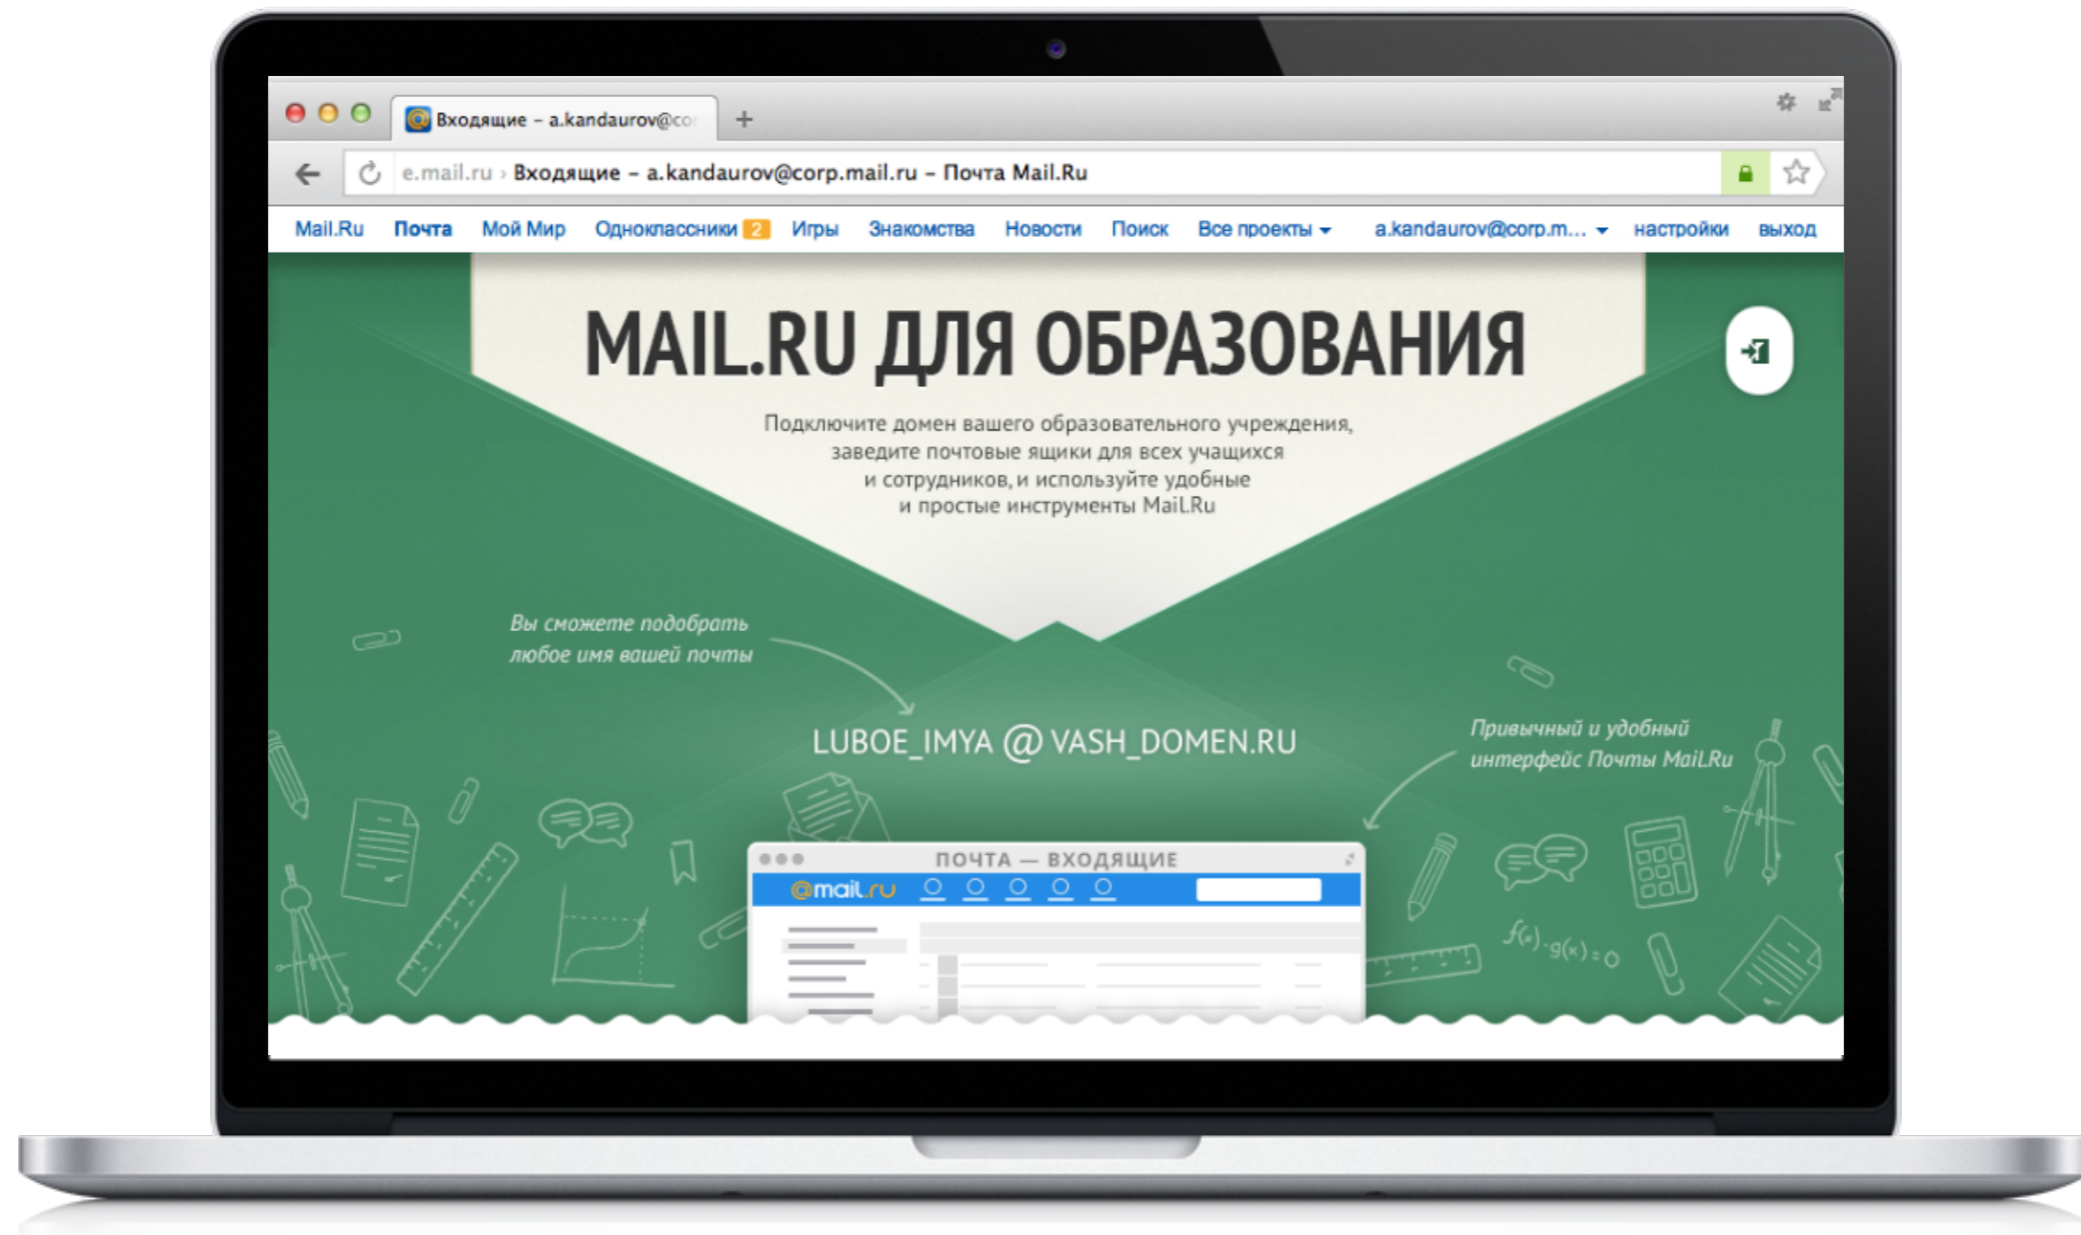 Входящие – a.kandaurov@co
e.mail.ru › Входящие – a.kandaurov@corp.mail.ru – Почта Mail.Ru
Mail.Ru Почта Мой Мир Одноклассники 2 Игры Знакомства Новости Поиск Все проекты a.kandaurov@corp.m... настройки выход
MAIL.RU ДЛЯ ОБРАЗОВАНИЯ
Подключите домен вашего образовательного учреждения,
заведите почтовые ящики для всех учащихся
и сотрудников, и используйте удобные
и простые инструменты Mail.Ru
Вы сможете подобрать
любое имя вашей почты
LUBOE_IMYA @ VASH_DOMEN.RU
Привычный и удобный
интерфейс Почты Mail.Ru
ПОЧТА — ВХОДЯЩИЕ
@mail.ru
f(x)·g(x)=0